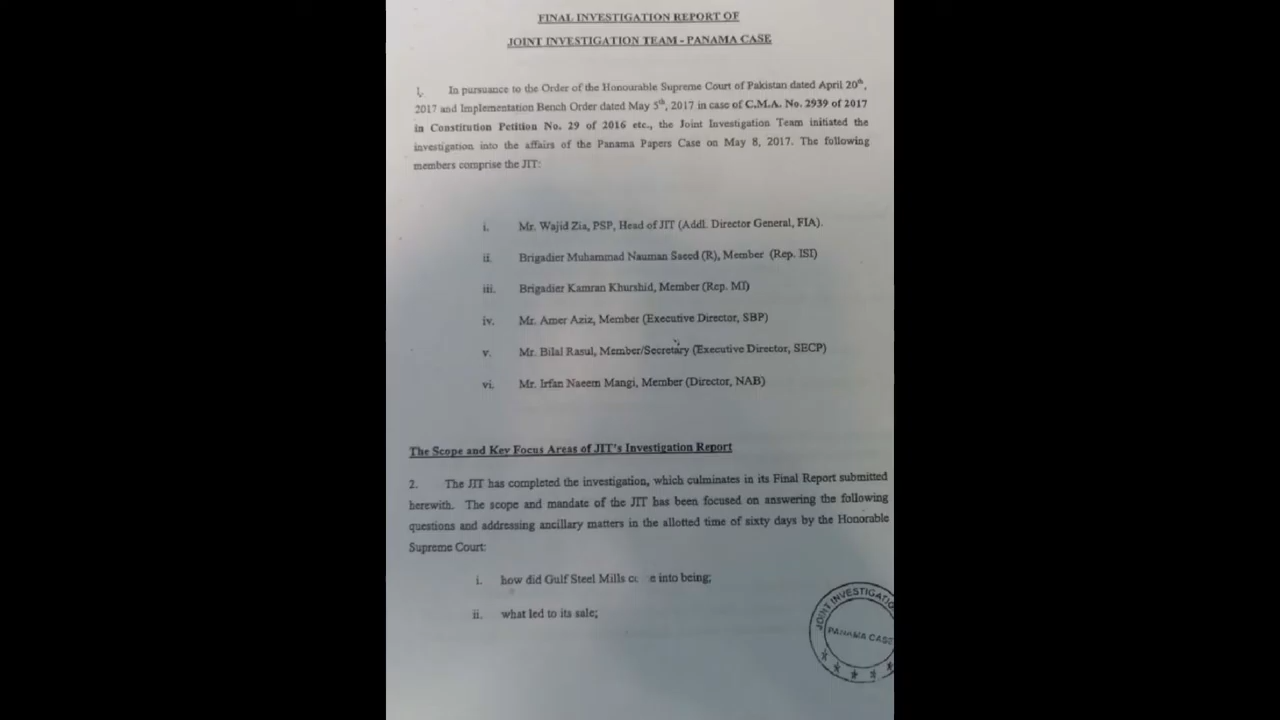 FINAL INVESTIGATION REPORT OF
JOINT INVESTIGATION TEAM - PANAMA CASE
1. In pursuance to the Order of the Honourable Supreme Court of Pakistan dated April 20th,
2017 and Implementation Bench Order dated May 5th, 2017 in case of C.M.A. No. 2939 of 2017
in Constitution Petition No. 29 of 2016 etc., the Joint Investigation Team initiated the
investigation into the affairs of the Panama Papers Case on May 8, 2017. The following
members comprise the JIT:
i. Mr. Wajid Zia, PSP, Head of JIT (Addl. Director General, FIA).
ii. Brigadier Muhammad Nauman Saeed (R), Member (Rep. ISI)
iii. Brigadier Kamran Khurshid, Member (Rep. MI)
iv. Mr. Amer Aziz, Member (Executive Director, SBP)
v. Mr. Bilal Rasul, Member/Secretary (Executive Director, SECP)
vi. Mr. Irfan Naeem Mangi, Member (Director, NAB)
The Scope and Key Focus Areas of JIT's Investigation Report
2. The JIT has completed the investigation, which culminates in its Final Report submitted
herewith. The scope and mandate of the JIT has been focused on answering the following
questions and addressing ancillary matters in the allotted time of sixty days by the Honorable
Supreme Court:
i. how did Gulf Steel Mills c e into being;
ii. what led to its sale;
JOINT INVESTIGATIO
PANAMA CASE